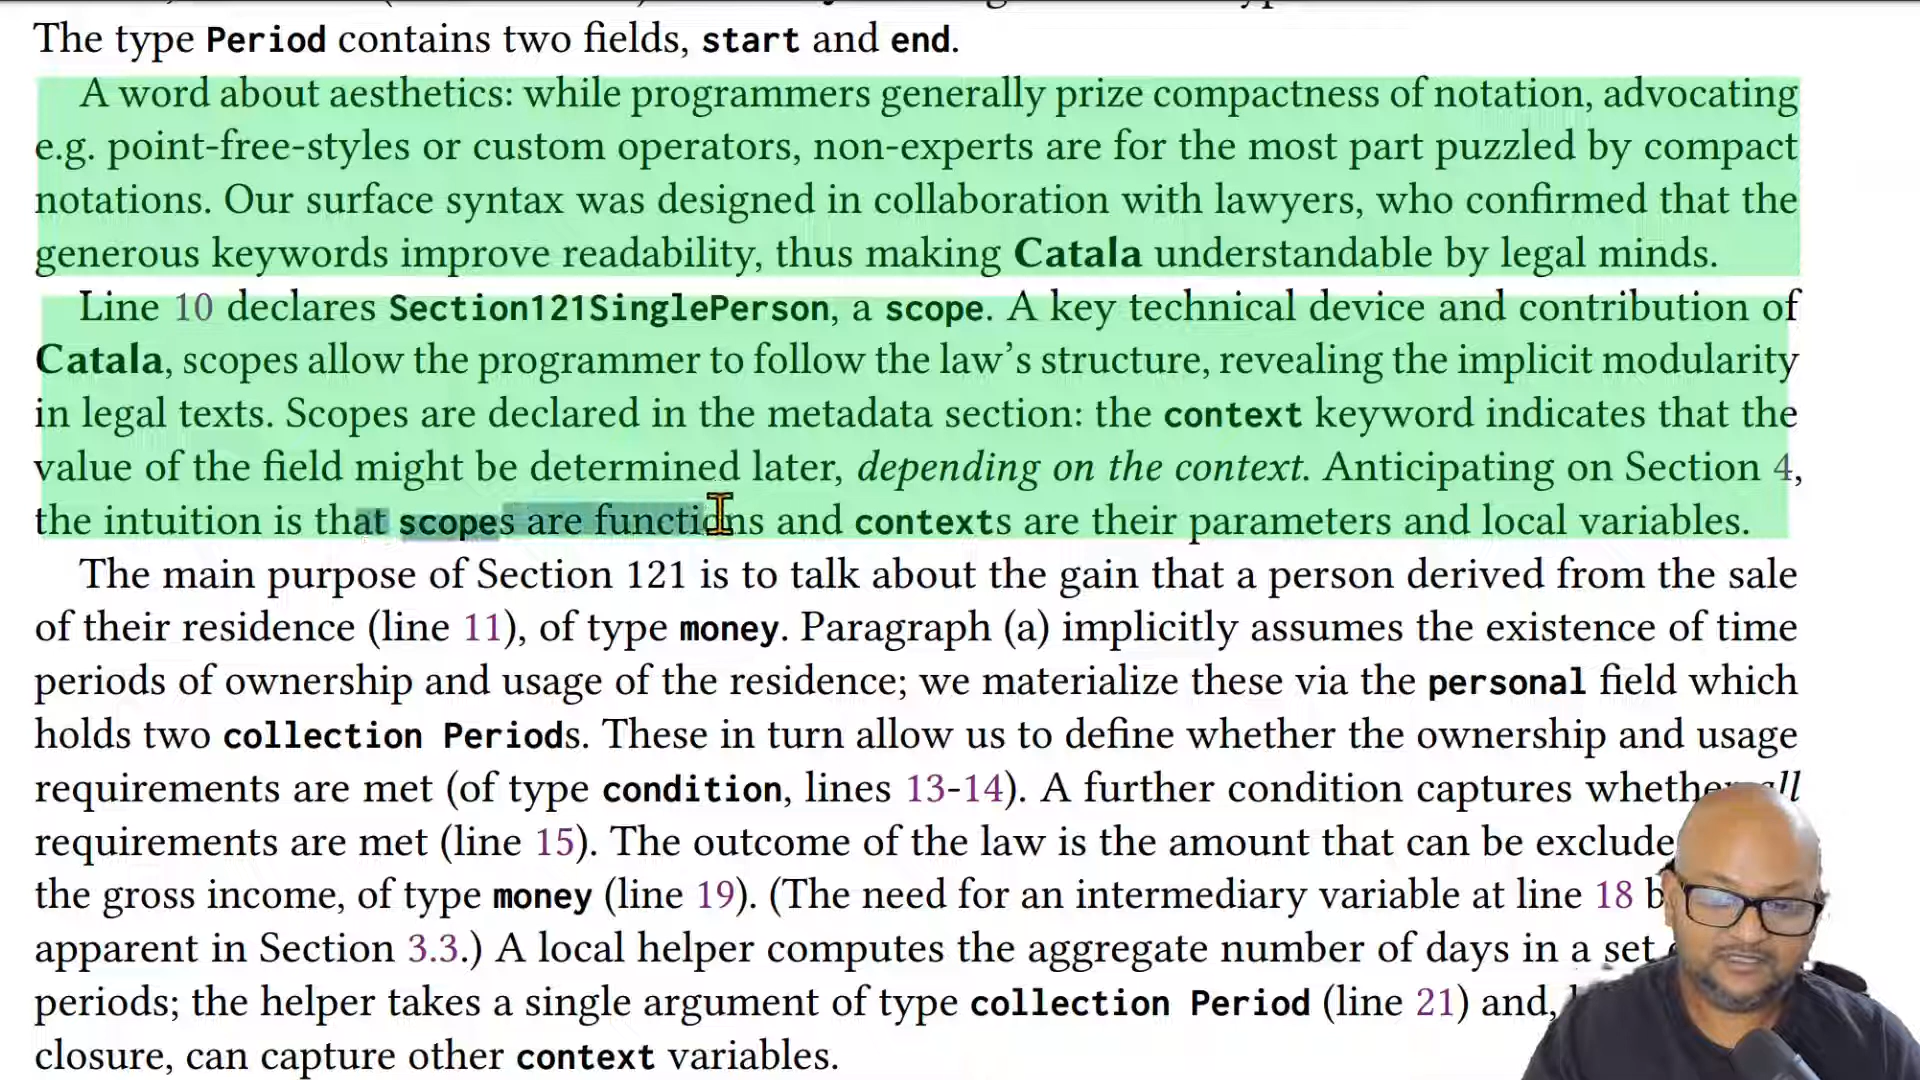 The type Period contains two fields, start and end.
A word about aesthetics: while programmers generally prize compactness of notation, advocating
e.g. point-free-styles or custom operators, non-experts are for the most part puzzled by compact
notations. Our surface syntax was designed in collaboration with lawyers, who confirmed that the
generous keywords improve readability, thus making Catala understandable by legal minds.
Line 10 declares Section121SinglePerson, a scope. A key technical device and contribution of
Catala, scopes allow the programmer to follow the law's structure, revealing the implicit modularity
in legal texts. Scopes are declared in the metadata section: the context keyword indicates that the
value of the field might be determined later, depending on the context. Anticipating on Section 4,
the intuition is that scopes are functions and contexts are their parameters and local variables.
The main purpose of Section 121 is to talk about the gain that a person derived from the sale
of their residence (line 11), of type money. Paragraph (a) implicitly assumes the existence of time
periods of ownership and usage of the residence; we materialize these via the personal field which
holds two collection Periods. These in turn allow us to define whether the ownership and usage
requirements are met (of type condition, lines 13-14). A further condition captures whether all
requirements are met (line 15). The outcome of the law is the amount that can be exclude
the gross income, of type money (line 19). (The need for an intermediary variable at line 18 b
apparent in Section 3.3.) A local helper computes the aggregate number of days in a set
periods; the helper takes a single argument of type collection Period (line 21) and,
closure, can capture other context variables.